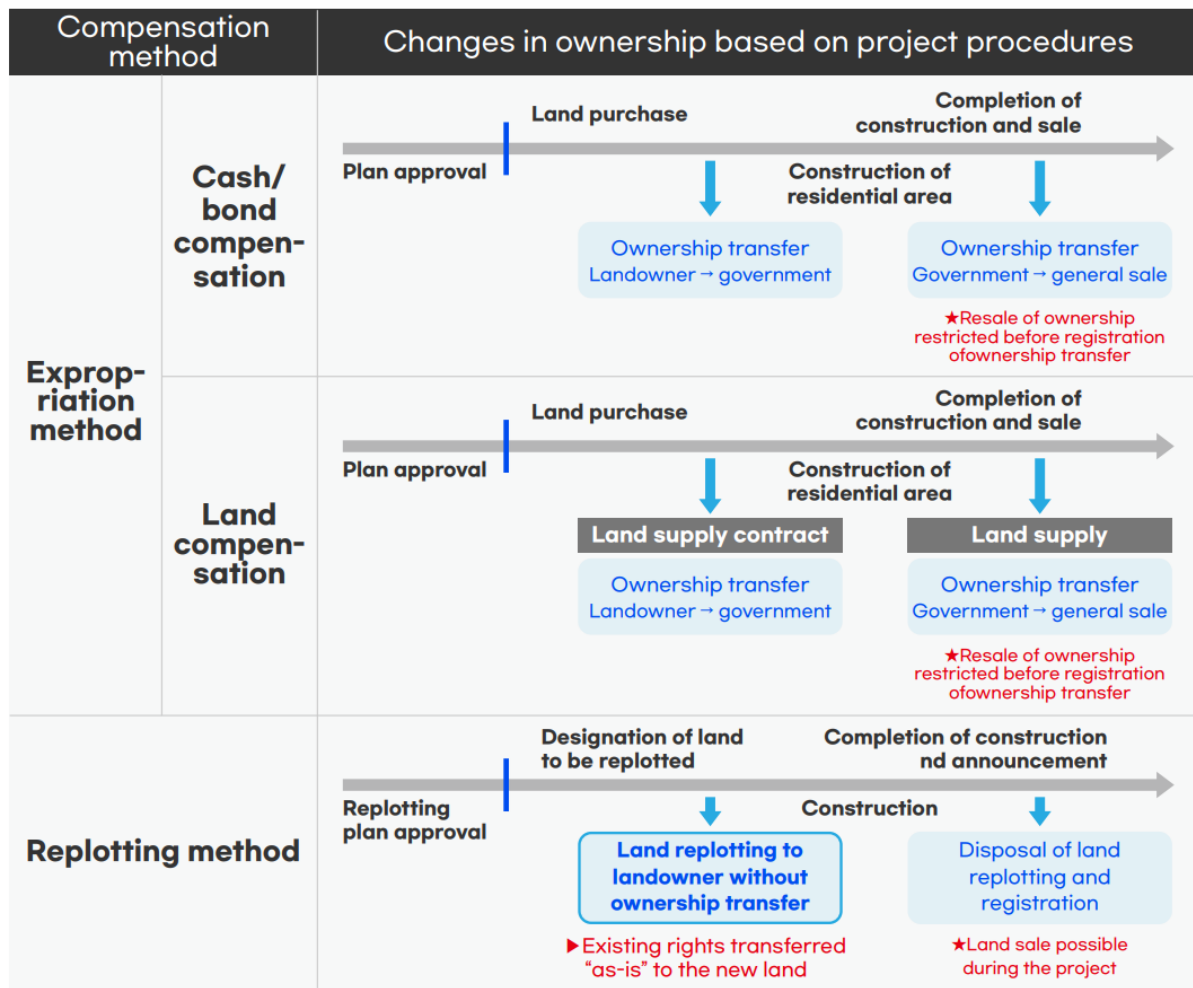 Compensation
method
Changes in ownership based on project procedures
Exprop-
riation
method
Cash/
bond
compen-
sation
Land purchase
Completion of
construction and sale
Plan approval
Construction of
residential area
Ownership transfer
Landowner → government
Ownership transfer
Government → general sale
★Resale of ownership
restricted before registration
ofownership transfer
Land
compen-
sation
Land purchase
Completion of
construction and sale
Plan approval
Construction of
residential area
Land supply contract
Ownership transfer
Landowner → government
Land supply
Ownership transfer
Government → general sale
★Resale of ownership
restricted before registration
ofownership transfer
Replotting method
Designation of land
to be replotted
Completion of construction
nd announcement
Replotting
plan approval
Construction
Land replotting to
landowner without
ownership transfer
▶Existing rights transferred
“as-is” to the new land
Disposal of land
replotting and
registration
★Land sale possible
during the project